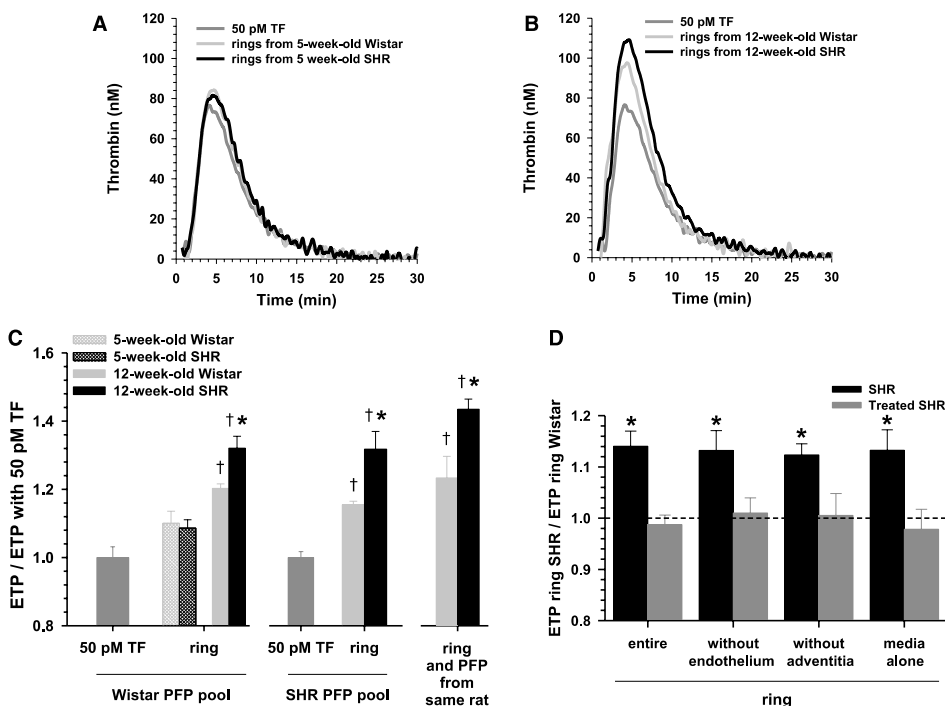 A
50 pM TF
rings from 5-week-old Wistar
rings from 5 week-old SHR
Thrombin (nM)
120
100
80
60
40
20
0
0 5 10 15 20 25 30
Time (min)
B
50 pM TF
rings from 12-week-old Wistar
rings from 12-week-old SHR
Thrombin (nM)
120
100
80
60
40
20
0
0 5 10 15 20 25 30
Time (min)
C
5-week-old Wistar
5-week-old SHR
12-week-old Wistar
12-week-old SHR
ETP / ETP with 50 pM TF
1.6
1.4
1.2
1.0
0.8
† †* † †* † †*
50 pM TF ring 50 pM TF ring ring
and PFP
from
same rat
Wistar PFP pool SHR PFP pool
D
SHR
Treated SHR
ETP ring SHR / ETP ring Wistar
1.2
1.1
1.0
0.9
0.8
* * * *
entire without endothelium without adventitia media alone
ring